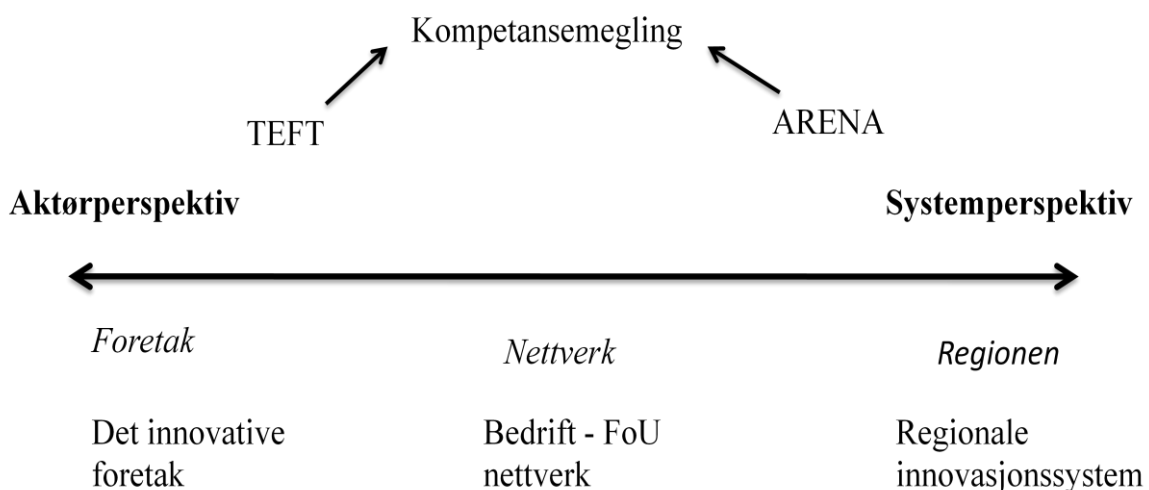 Kompetansemegling
TEFT
ARENA
Aktørperspektiv
Systemperspektiv
Foretak
Nettverk
Regionen
Det innovative
foretak
Bedrift - FoU
nettverk
Regionale
innovasjonssystem